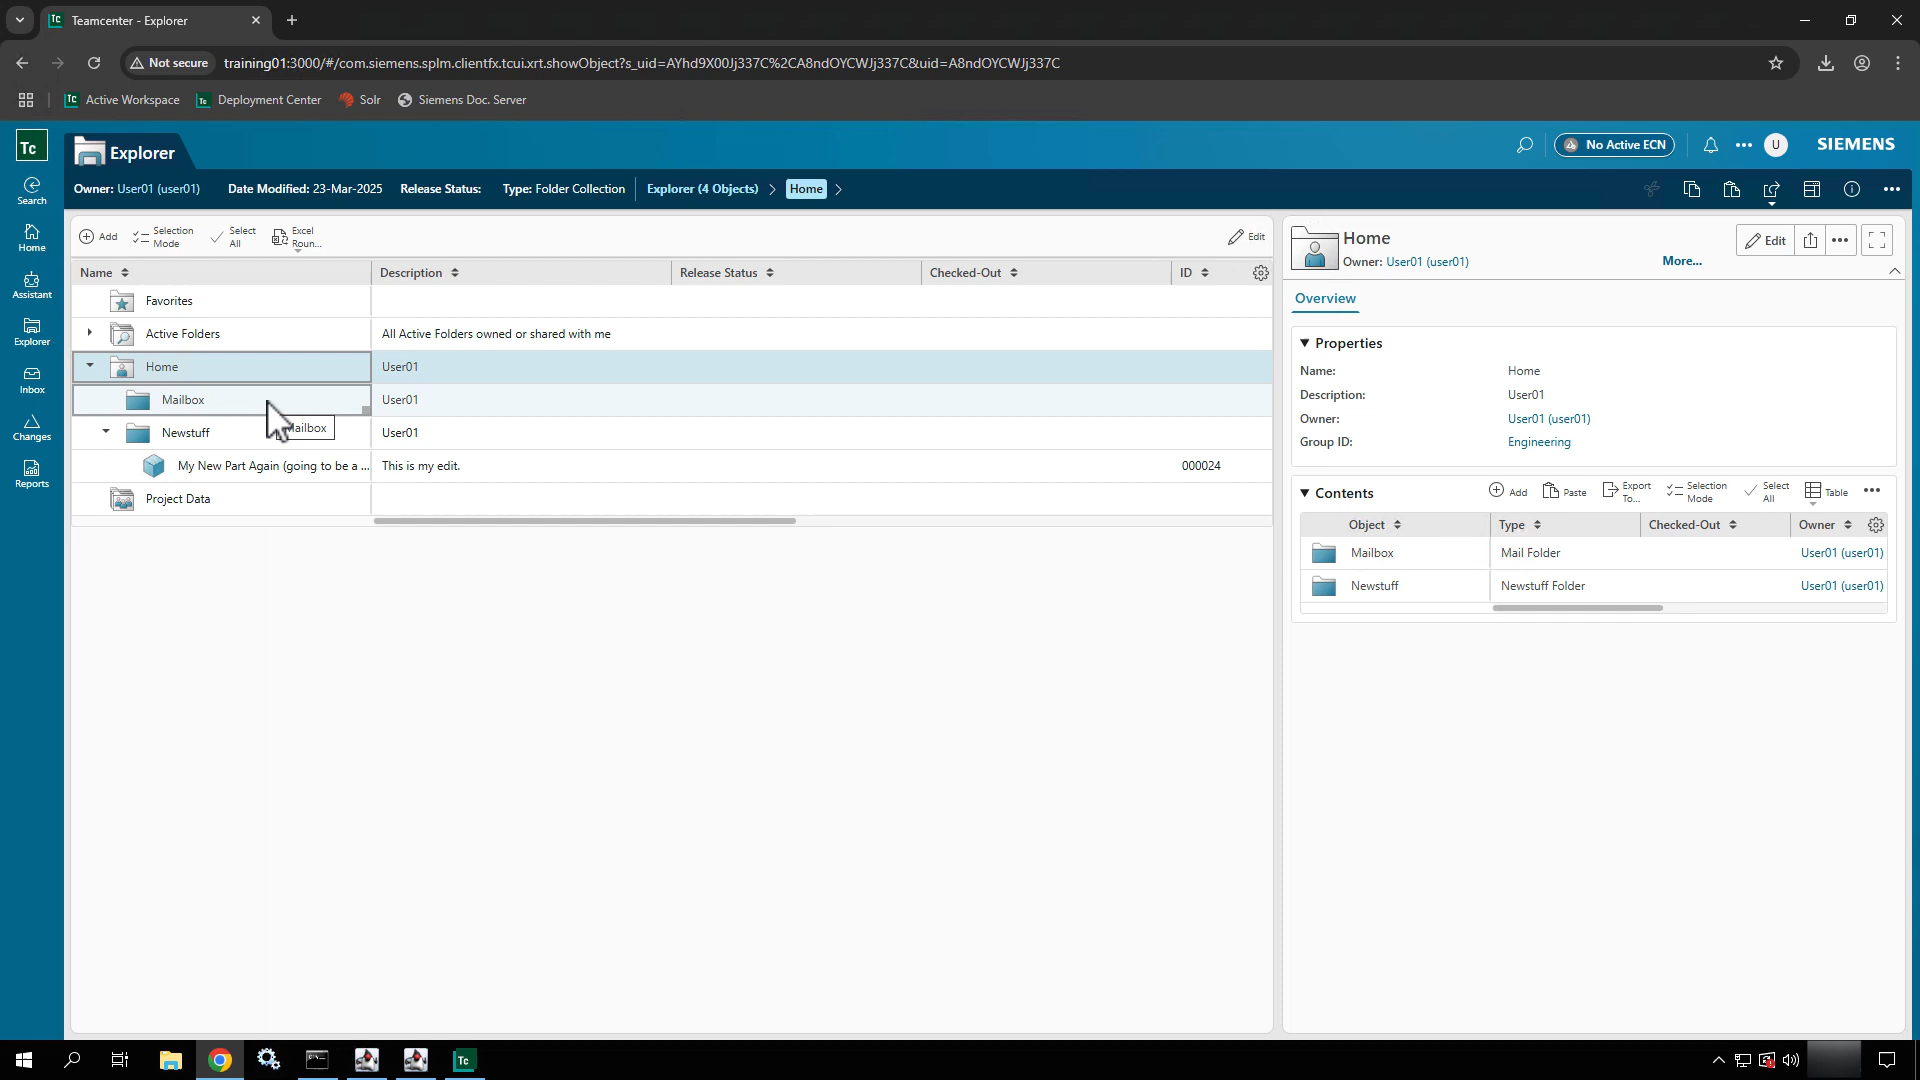 Teamcenter - Explorer
Not secure training01:3000/#/com.siemens.splm.clientfx.tcui.xrt.showObject?s_uid=AYhd9X00Jj337C%2CA8ndOYCWJj337C&uid=A8ndOYCWJj337C
Active Workspace Deployment Center Solr Siemens Doc. Server
Tc Explorer No Active ECN U SIEMENS
Owner: User01 (user01) Date Modified: 23-Mar-2025 Release Status: Type: Folder Collection Explorer (4 Objects) Home
Search
Home
Assistant
Explorer
Inbox
Changes
Reports
Add Selection Mode Select All Excel Roun... Edit
Name Description Release Status Checked-Out ID
Favorites
Active Folders All Active Folders owned or shared with me
Home User01
Mailbox User01
Mailbox
Newstuff User01
My New Part Again (going to be a ... This is my edit. 000024
Project Data
Home
Owner: User01 (user01) More... Edit
Overview
Properties
Name: Home
Description: User01
Owner: User01 (user01)
Group ID: Engineering
Contents Add Paste Export To... Selection Mode Select All Table
Object Type Checked-Out Owner
Mailbox Mail Folder User01 (user01)
Newstuff Newstuff Folder User01 (user01)
Tc